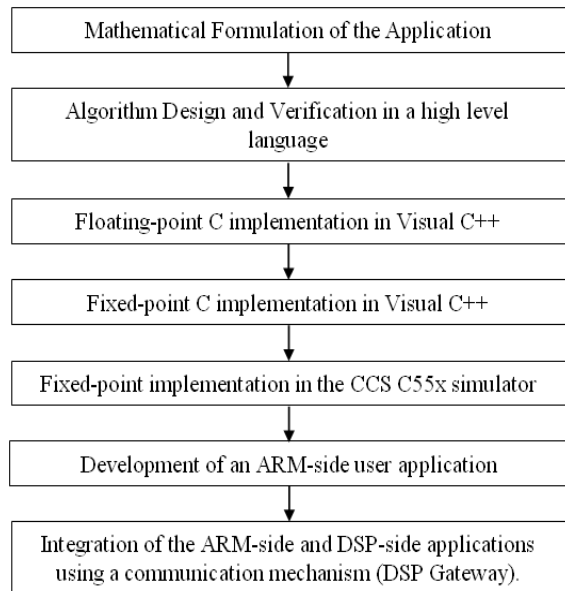 Mathematical Formulation of the Application
Algorithm Design and Verification in a high level
language
Floating-point C implementation in Visual C++
Fixed-point C implementation in Visual C++
Fixed-point implementation in the CCS C55x simulator
Development of an ARM-side user application
Integration of the ARM-side and DSP-side applications
using a communication mechanism (DSP Gateway).